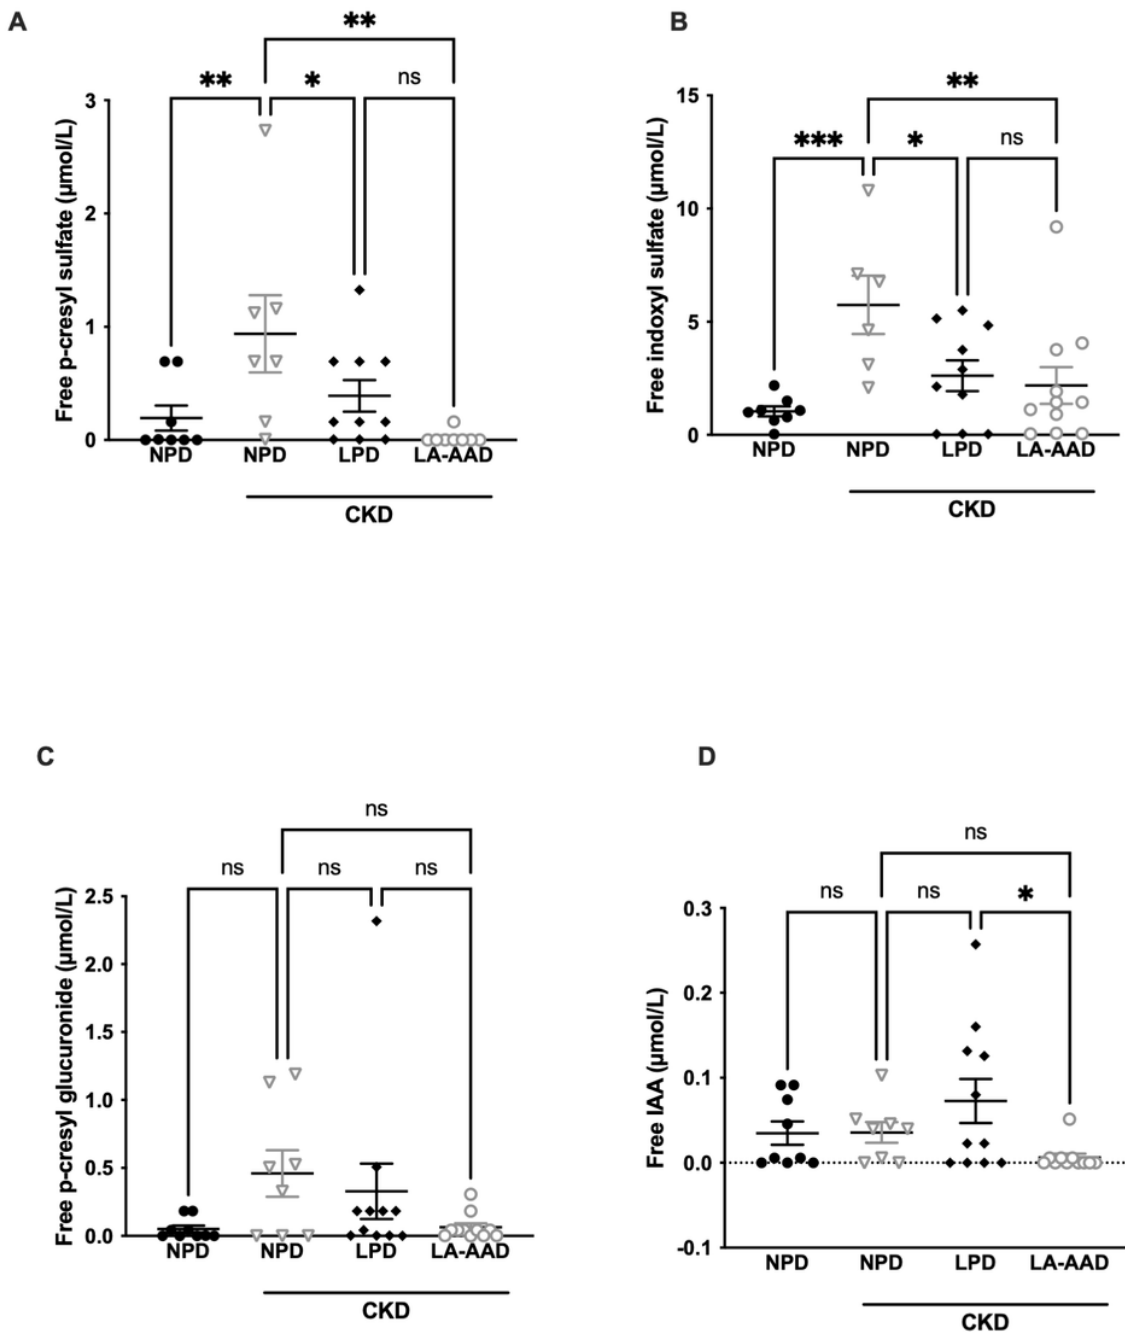 A
**
** * ns
3
2
1
0
Free p-cresyl sulfate (µmol/L)
NPD NPD LPD LA-AAD
CKD
B
**
*** * ns
15
10
5
0
Free indoxyl sulfate (µmol/L)
NPD NPD LPD LA-AAD
CKD
C
ns
ns ns ns
2.5
2.0
1.5
1.0
0.5
0.0
Free p-cresyl glucuronide (µmol/L)
NPD NPD LPD LA-AAD
CKD
D
ns
ns ns *
0.3
0.2
0.1
0.0
-0.1
Free IAA (µmol/L)
NPD NPD LPD LA-AAD
CKD